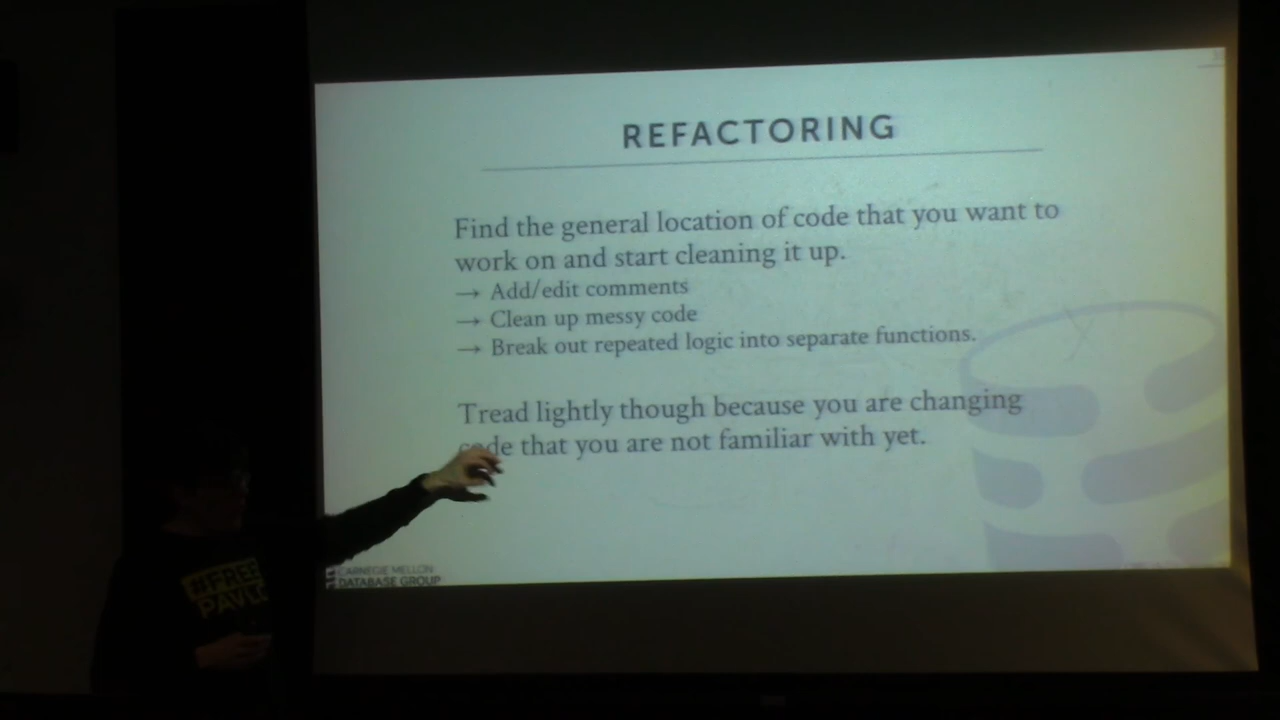 REFACTORING
Find the general location of code that you want to
work on and start cleaning it up.
→ Add/edit comments
→ Clean up messy code
→ Break out repeated logic into separate functions.
Tread lightly though because you are changing
code that you are not familiar with yet.
CARNEGIE MELLON
DATABASE GROUP
#FREE
PAVLO